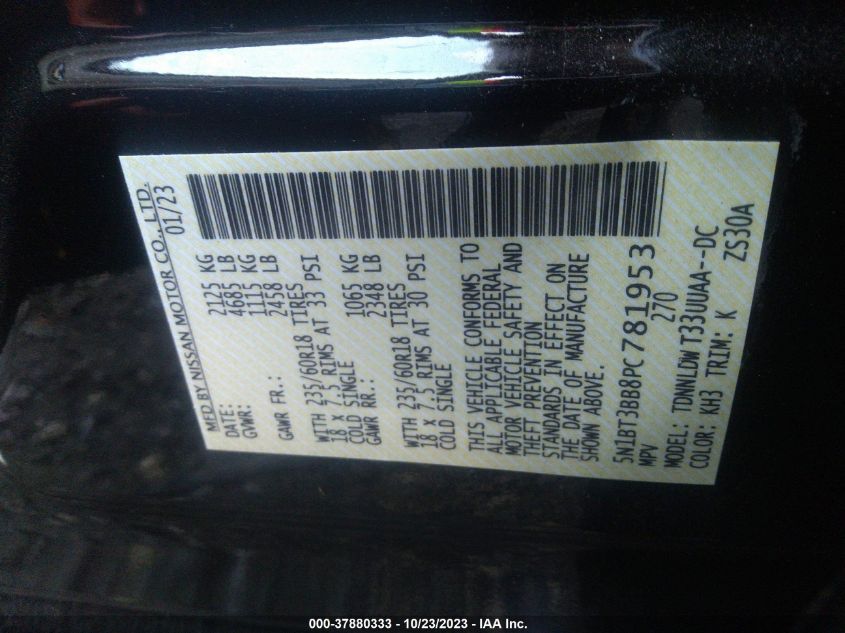 MFD BY NISSAN MOTOR CO., LTD.
DATE: 01/23
GVWR: 2125 KG
4685 LB
1115 KG
GAWR FR.: 2458 LB
WITH 235/60R18 TIRES
18 x 7.5 RIMS AT 33 PSI
COLD SINGLE
GAWR RR.: 1065 KG
2348 LB
WITH 235/60R18 TIRES
18 x 7.5 RIMS AT 30 PSI
COLD SINGLE
THIS VEHICLE CONFORMS TO
ALL APPLICABLE FEDERAL
MOTOR VEHICLE SAFETY AND
THEFT PREVENTION
STANDARDS IN EFFECT ON
THE DATE OF MANUFACTURE
SHOWN ABOVE.
5N1BT3BB8PC781953
MPV 270
MODEL: TDNNLDW T33UUAA--DC
COLOR: KH3 TRIM: K ZS30A
000-37880333 / 10/23/2023 - IAA Inc.